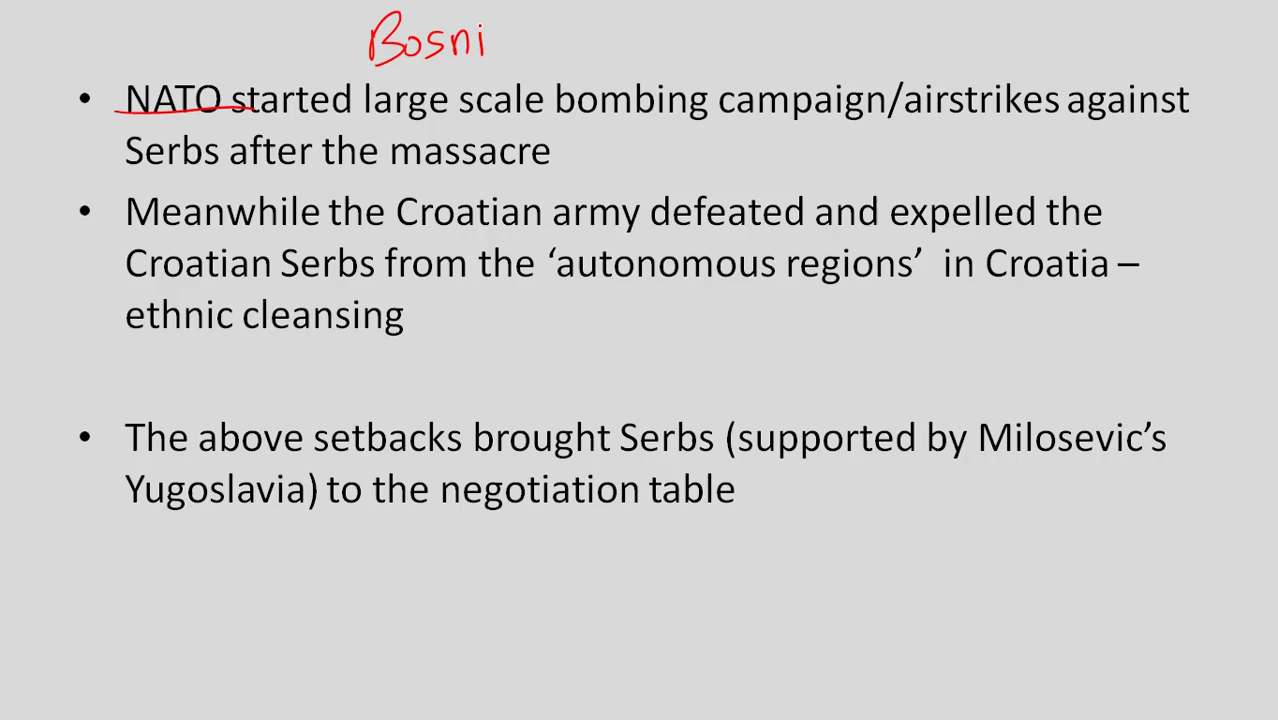 Bosni
• NATO started large scale bombing campaign/airstrikes against
Serbs after the massacre
• Meanwhile the Croatian army defeated and expelled the
Croatian Serbs from the ‘autonomous regions’ in Croatia –
ethnic cleansing
• The above setbacks brought Serbs (supported by Milosevic’s
Yugoslavia) to the negotiation table